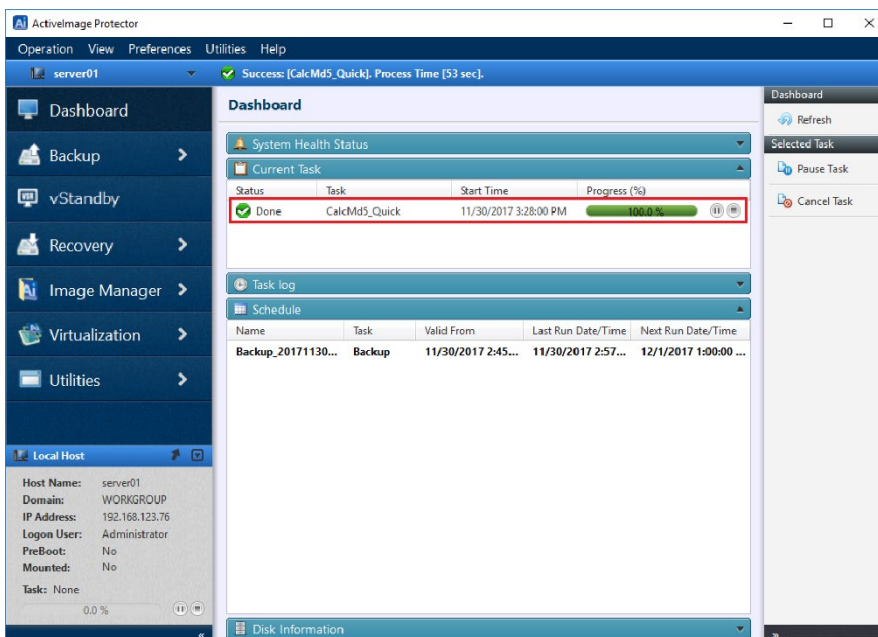 ActiveImage Protector
Operation View Preferences Utilities Help
server01
Success: [CalcMd5_Quick]. Process Time [53 sec].
Dashboard
Backup
vStandby
Recovery
Image Manager
Virtualization
Utilities
Local Host
Host Name: server01
Domain: WORKGROUP
IP Address: 192.168.123.76
Logon User: Administrator
PreBoot: No
Mounted: No
Task: None
0.0 %
Dashboard
System Health Status
Current Task
Status Task Start Time Progress (%)
Done CalcMd5_Quick 11/30/2017 3:28:00 PM 100.0 %
Task log
Schedule
Name Task Valid From Last Run Date/Time Next Run Date/Time
Backup_20171130... Backup 11/30/2017 2:45... 11/30/2017 2:57... 12/1/2017 1:00:00 ...
Disk Information
Dashboard
Refresh
Selected Task
Pause Task
Cancel Task